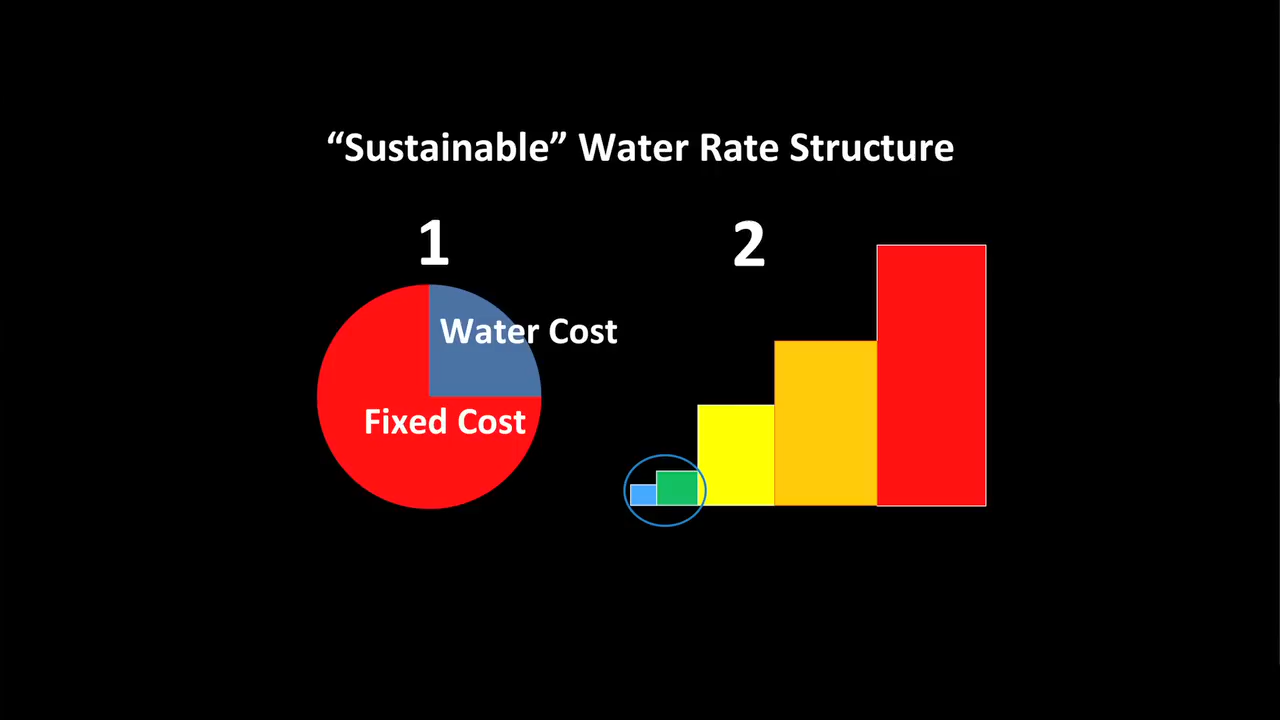 “Sustainable” Water Rate Structure
1
2
Water Cost
Fixed Cost